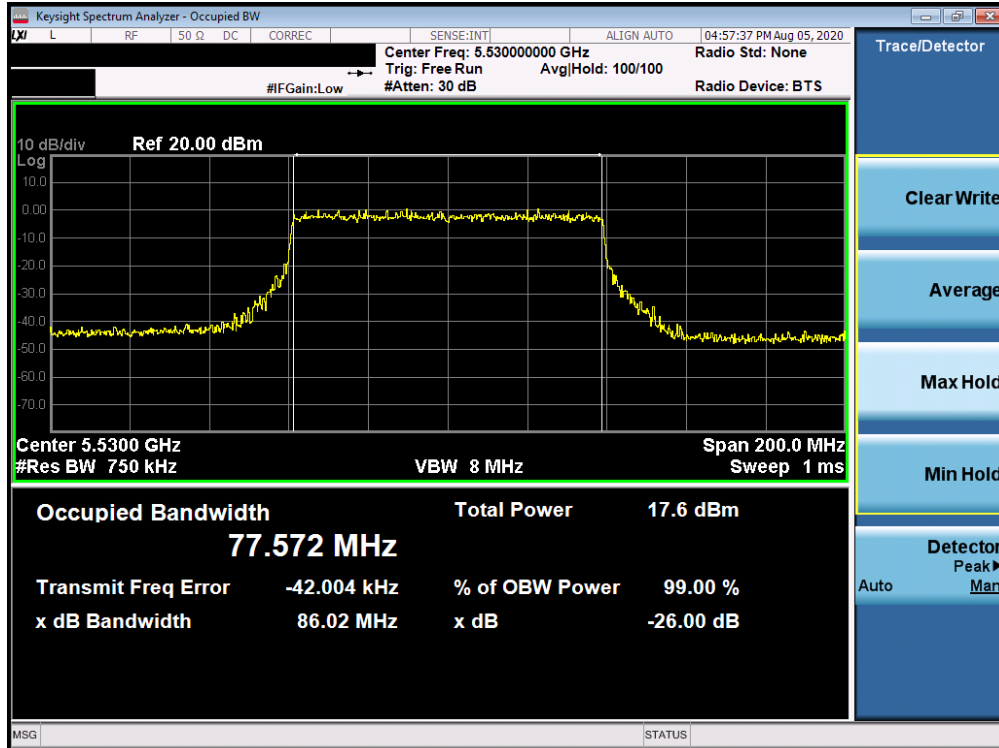 Keysight Spectrum Analyzer - Occupied BW
LXI L RF 50 Ω DC CORREC SENSE:INT ALIGN AUTO 04:57:37 PM Aug 05, 2020
Center Freq: 5.530000000 GHz Radio Std: None
Trig: Free Run Avg|Hold: 100/100
#IFGain:Low #Atten: 30 dB Radio Device: BTS
Trace/Detector
10 dB/div Ref 20.00 dBm
Log
10.0
0.00
-10.0
-20.0
-30.0
-40.0
-50.0
-60.0
-70.0
Center 5.5300 GHz Span 200.0 MHz
#Res BW 750 kHz VBW 8 MHz Sweep 1 ms
Occupied Bandwidth Total Power 17.6 dBm
77.572 MHz
Transmit Freq Error -42.004 kHz % of OBW Power 99.00 %
x dB Bandwidth 86.02 MHz x dB -26.00 dB
Clear Write
Average
Max Hold
Min Hold
Detector
Peak▶
Auto Man
MSG STATUS